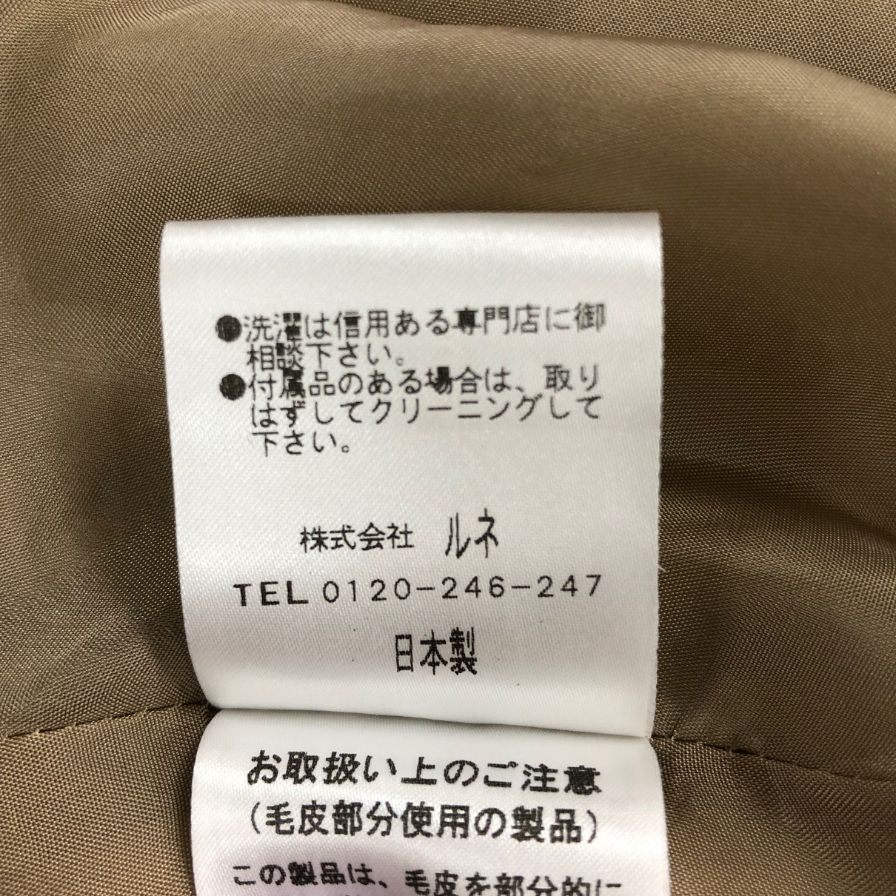 ●洗濯は信用ある専門店に御
相談下さい。
●付属品のある場合は、取り
はずしてクリーニングして
下さい。
株式会社 ルネ
TEL 0120-246-247
日本製
お取扱い上のご注意
(毛皮部分使用の製品)
この製品は、毛皮を部分的に